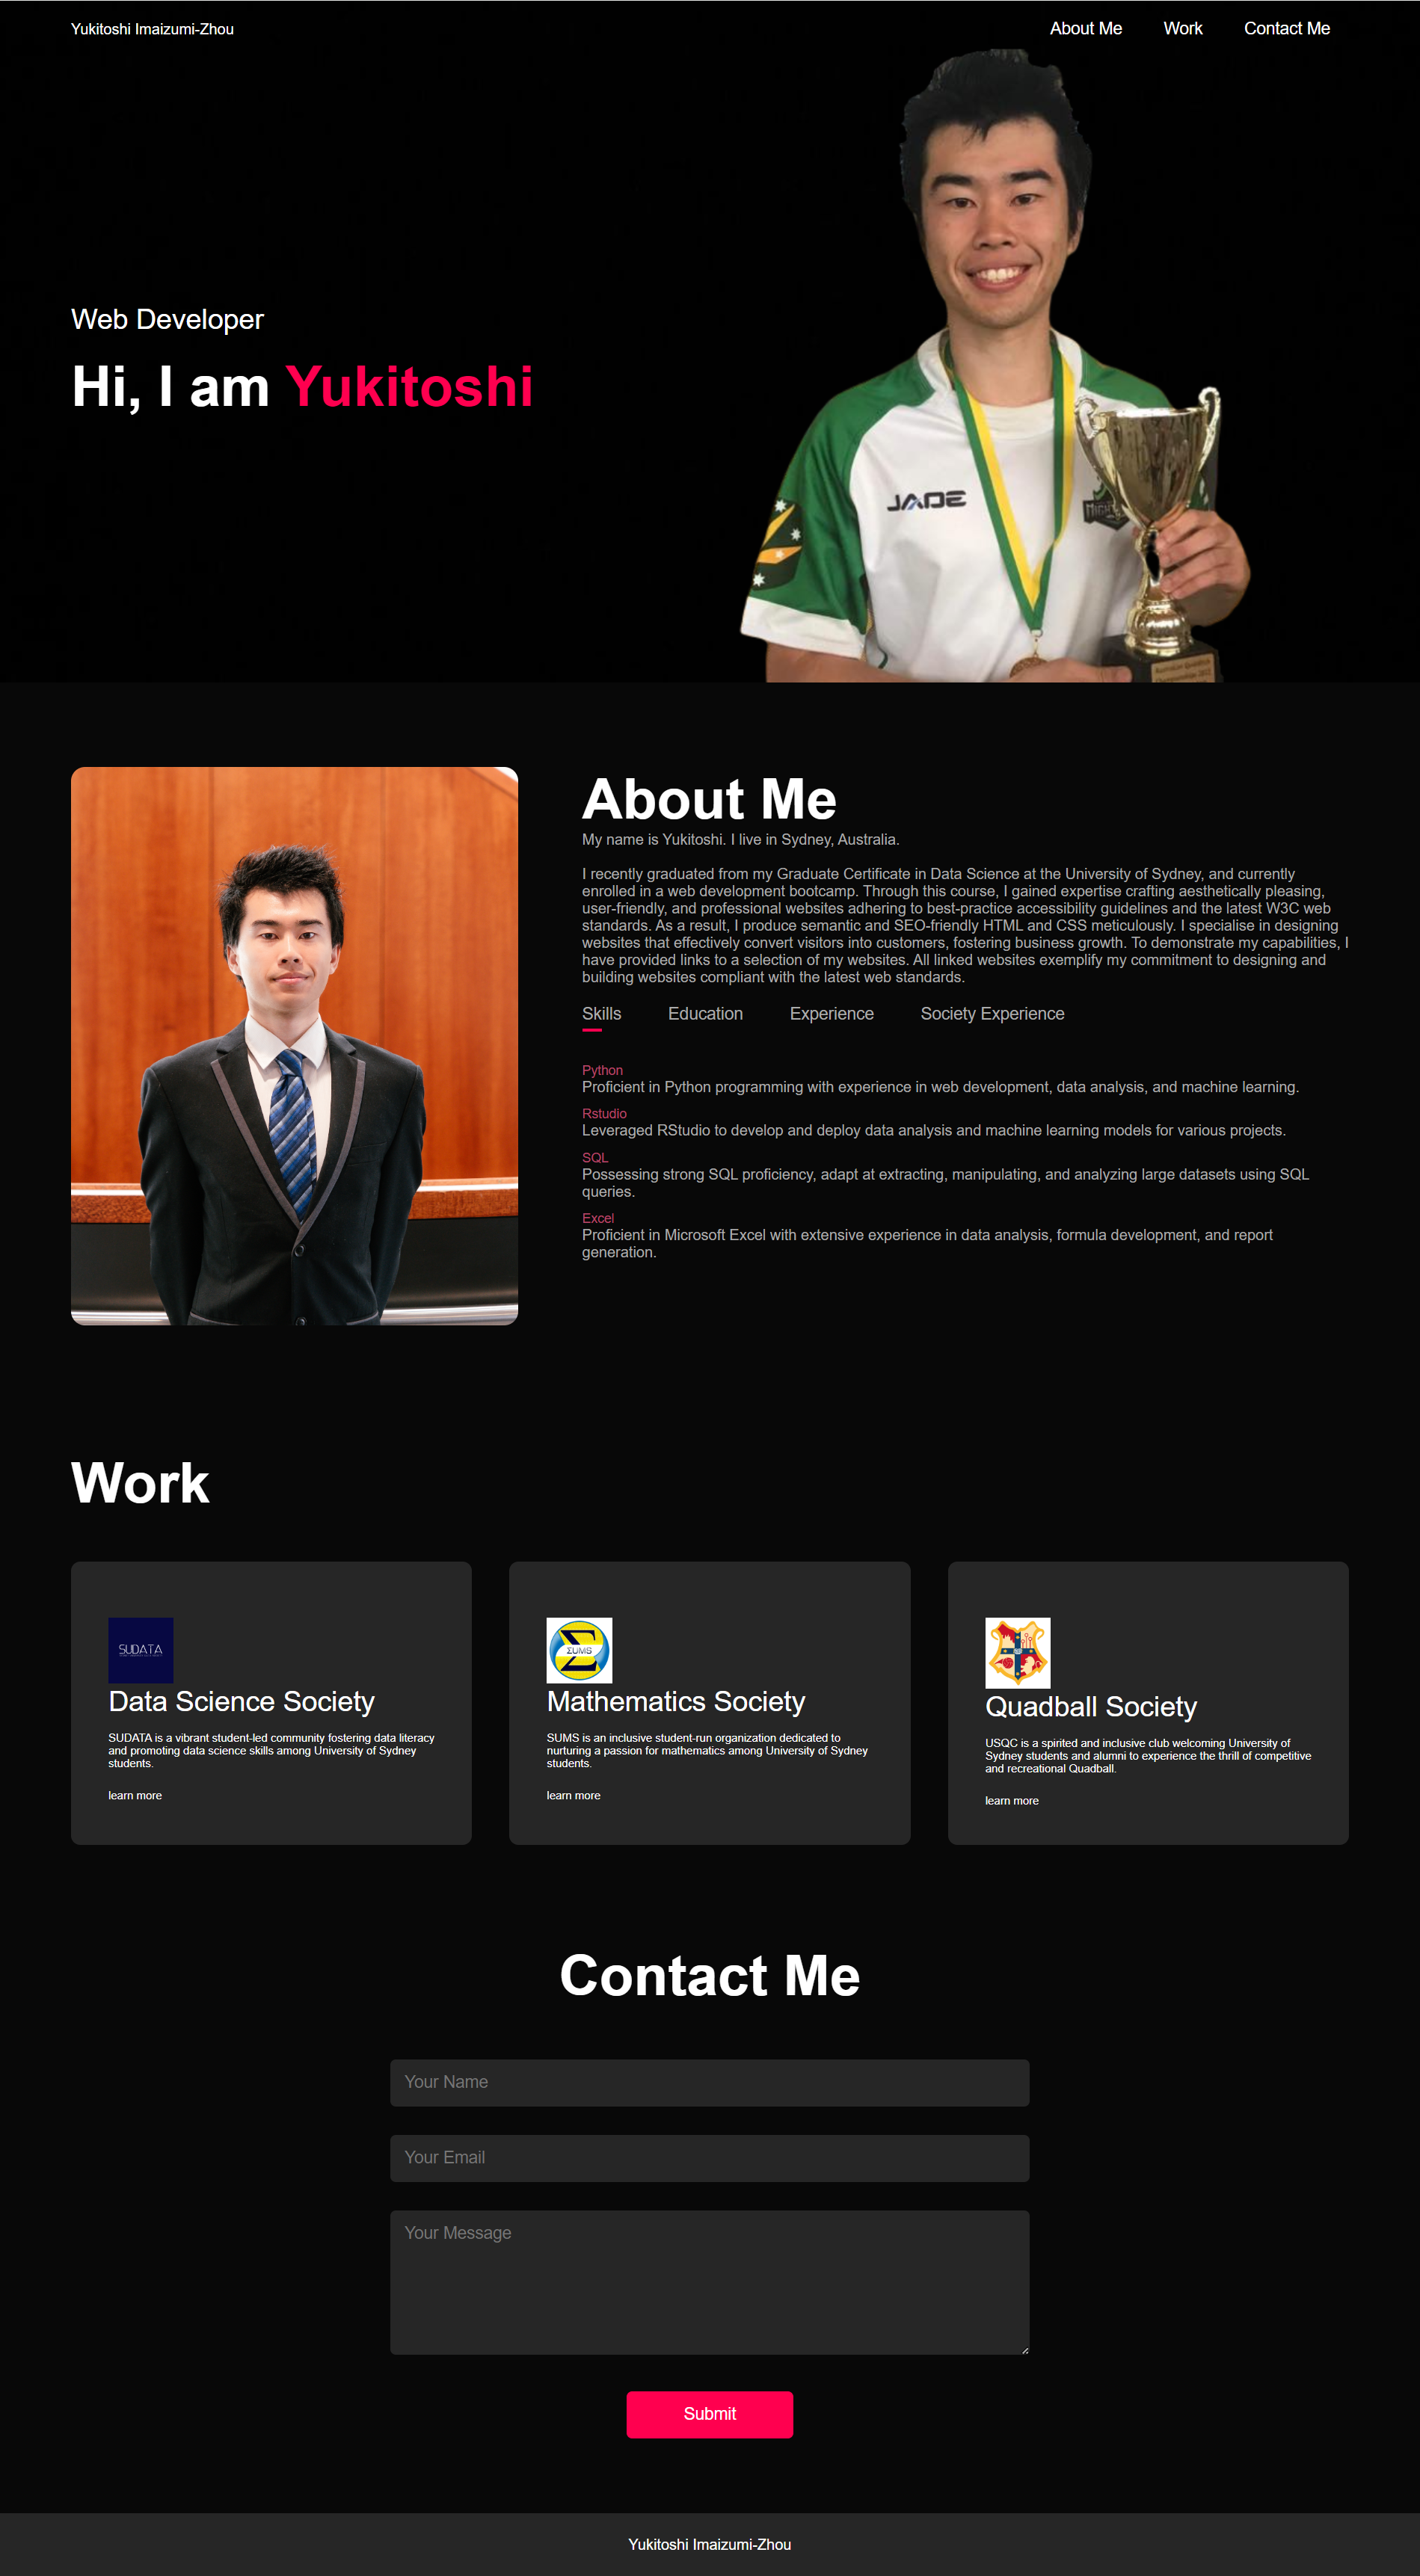 Yukitoshi Imaizumi-Zhou
About Me Work Contact Me
Web Developer
Hi, I am Yukitoshi
JADE
About Me
My name is Yukitoshi. I live in Sydney, Australia.
I recently graduated from my Graduate Certificate in Data Science at the University of Sydney, and currently
enrolled in a web development bootcamp. Through this course, I gained expertise crafting aesthetically pleasing,
user-friendly, and professional websites adhering to best-practice accessibility guidelines and the latest W3C web
standards. As a result, I produce semantic and SEO-friendly HTML and CSS meticulously. I specialise in designing
websites that effectively convert visitors into customers, fostering business growth. To demonstrate my capabilities, I
have provided links to a selection of my websites. All linked websites exemplify my commitment to designing and
building websites compliant with the latest web standards.
Skills Education Experience Society Experience
Python
Proficient in Python programming with experience in web development, data analysis, and machine learning.
Rstudio
Leveraged RStudio to develop and deploy data analysis and machine learning models for various projects.
SQL
Possessing strong SQL proficiency, adapt at extracting, manipulating, and analyzing large datasets using SQL
queries.
Excel
Proficient in Microsoft Excel with extensive experience in data analysis, formula development, and report
generation.
Work
SUDATA
Data Science Society
SUDATA is a vibrant student-led community fostering data literacy
and promoting data science skills among University of Sydney
students.
learn more
ΣUMS
Mathematics Society
SUMS is an inclusive student-run organization dedicated to
nurturing a passion for mathematics among University of Sydney
students.
learn more
Quadball Society
USQC is a spirited and inclusive club welcoming University of
Sydney students and alumni to experience the thrill of competitive
and recreational Quadball.
learn more
Contact Me
Your Name
Your Email
Your Message
Submit
Yukitoshi Imaizumi-Zhou